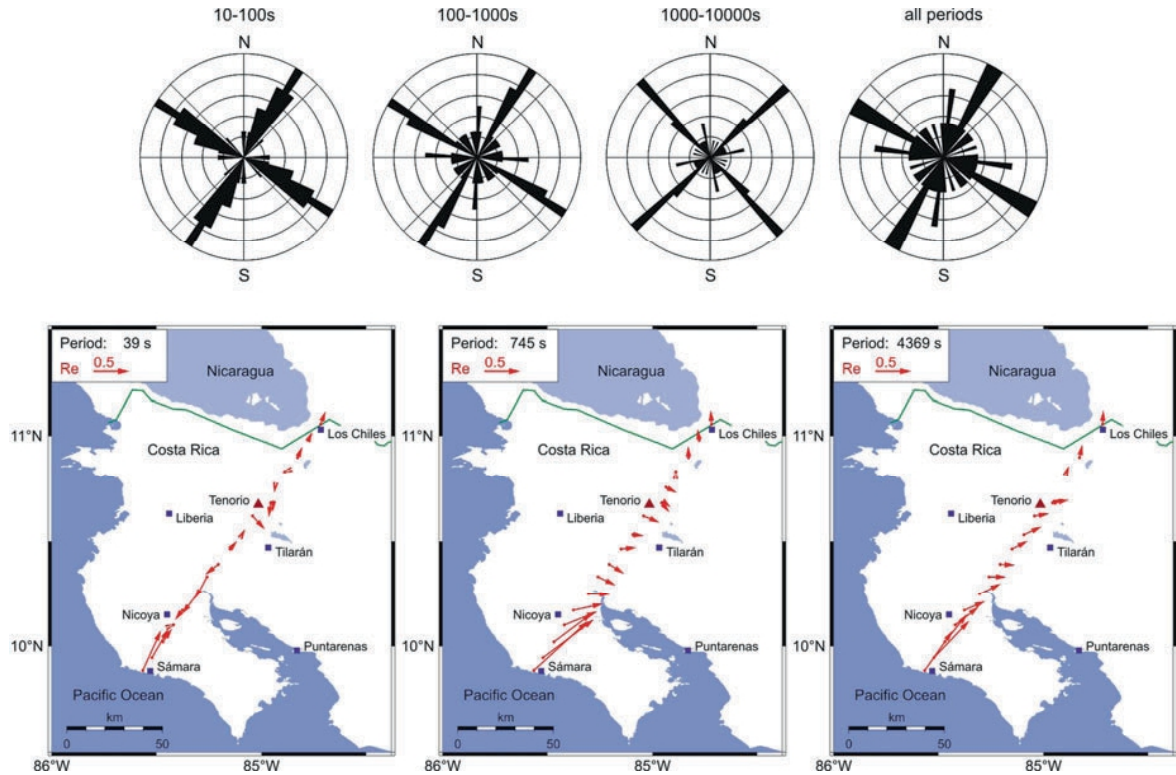 10-100s
100-1000s
1000-10000s
all periods
N
N
N
N
S
S
S
S
Period: 39 s
Re 0.5
Nicaragua
Los Chiles
Costa Rica
Tenorio
Liberia
Tilarán
Nicoya
Puntarenas
Sámara
Pacific Ocean
km
0 50
Period: 745 s
Re 0.5
Nicaragua
Los Chiles
Costa Rica
Tenorio
Liberia
Tilarán
Nicoya
Puntarenas
Sámara
Pacific Ocean
km
0 50
Period: 4369 s
Re 0.5
Nicaragua
Los Chiles
Costa Rica
Tenorio
Liberia
Tilarán
Nicoya
Puntarenas
Sámara
Pacific Ocean
km
0 50
11°N
10°N
86°W 85°W
86°W 85°W
86°W 85°W